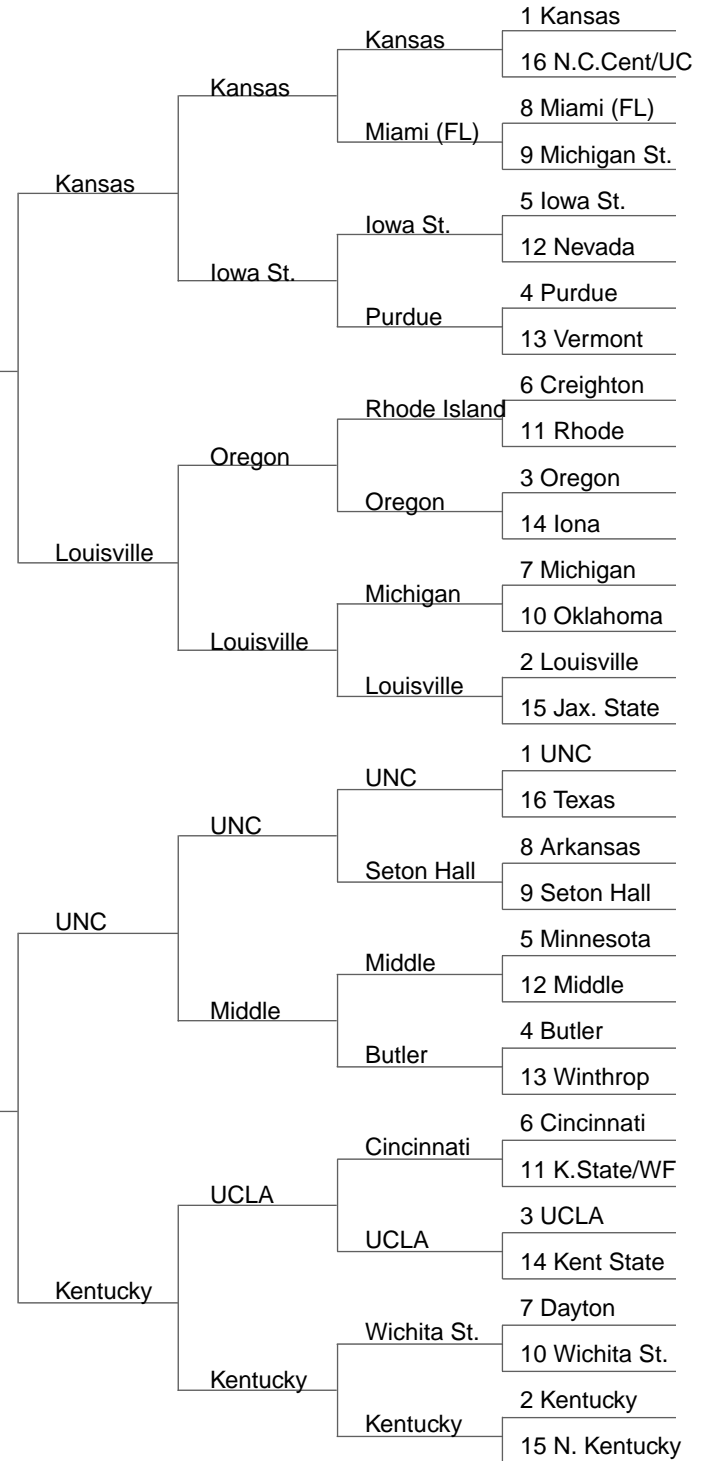 1 Kansas
Kansas
16 N.C.Cent/UC
Kansas
8 Miami (FL)
Miami (FL)
9 Michigan St.
Kansas
5 Iowa St.
Iowa St.
12 Nevada
Iowa St.
4 Purdue
Purdue
13 Vermont
6 Creighton
Rhode Island
11 Rhode
Oregon
3 Oregon
Oregon
14 Iona
Louisville
7 Michigan
Michigan
10 Oklahoma
Louisville
2 Louisville
Louisville
15 Jax. State
1 UNC
UNC
16 Texas
UNC
8 Arkansas
Seton Hall
9 Seton Hall
UNC
5 Minnesota
Middle
12 Middle
Middle
4 Butler
Butler
13 Winthrop
6 Cincinnati
Cincinnati
11 K.State/WF
UCLA
3 UCLA
UCLA
14 Kent State
Kentucky
7 Dayton
Wichita St.
10 Wichita St.
Kentucky
2 Kentucky
Kentucky
15 N. Kentucky